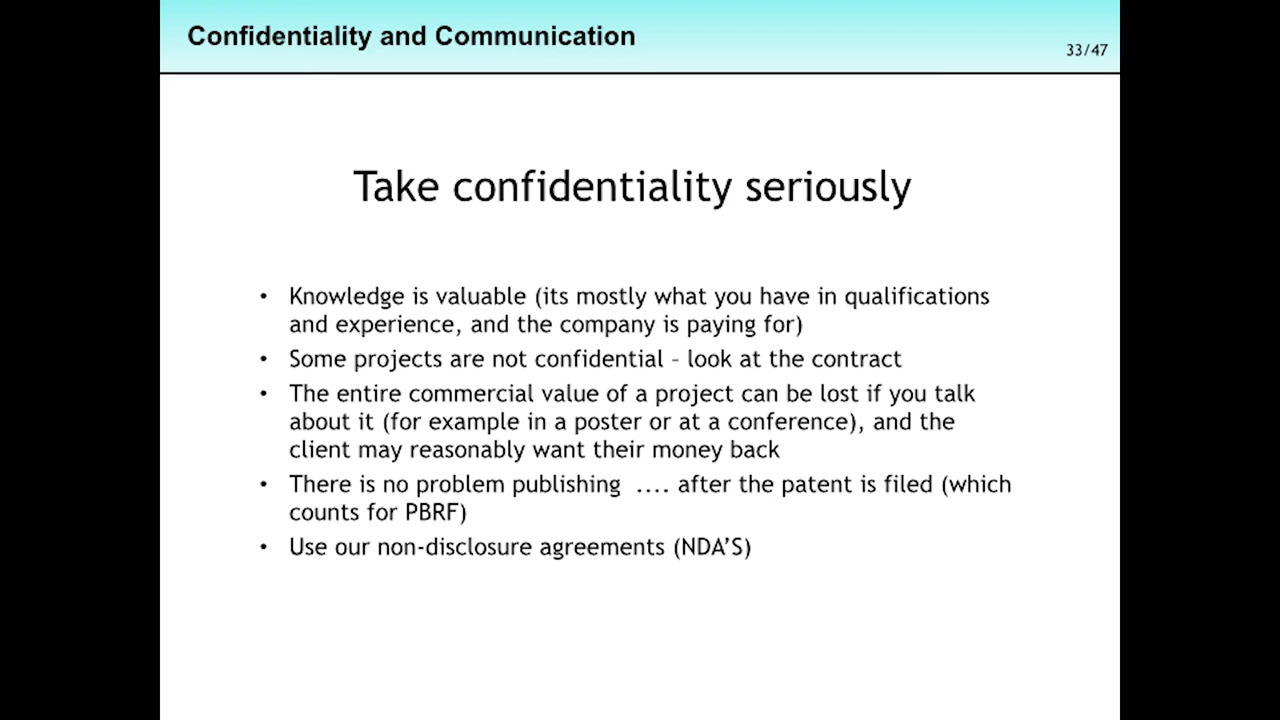 Confidentiality and Communication
33/47
Take confidentiality seriously
• Knowledge is valuable (its mostly what you have in qualifications
and experience, and the company is paying for)
• Some projects are not confidential – look at the contract
• The entire commercial value of a project can be lost if you talk
about it (for example in a poster or at a conference), and the
client may reasonably want their money back
• There is no problem publishing .... after the patent is filed (which
counts for PBRF)
• Use our non-disclosure agreements (NDA’S)